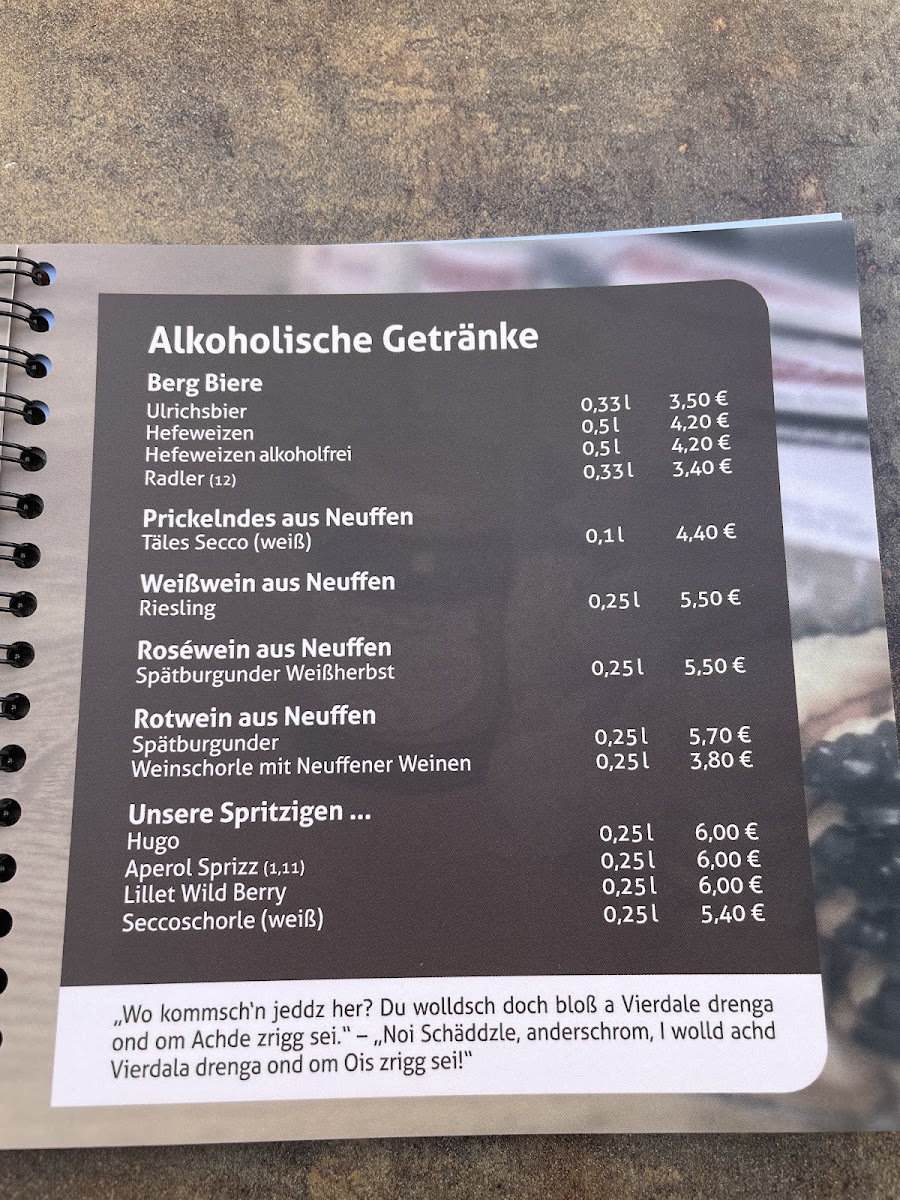 Alkoholische Getränke
Berg Biere
Ulrichsbier 0,33 l 3,50 €
Hefeweizen 0,5 l 4,20 €
Hefeweizen alkoholfrei 0,5 l 4,20 €
Radler (12) 0,33 l 3,40 €
Prickelndes aus Neuffen
Täles Secco (weiß) 0,1 l 4,40 €
Weißwein aus Neuffen
Riesling 0,25 l 5,50 €
Roséwein aus Neuffen
Spätburgunder Weißherbst 0,25 l 5,50 €
Rotwein aus Neuffen
Spätburgunder 0,25 l 5,70 €
Weinschorle mit Neuffener Weinen 0,25 l 3,80 €
Unsere Spritzigen ...
Hugo 0,25 l 6,00 €
Aperol Sprizz (1,11) 0,25 l 6,00 €
Lillet Wild Berry 0,25 l 6,00 €
Seccoschorle (weiß) 0,25 l 5,40 €
„Wo kommsch‘n jeddz her? Du wolldsch doch bloß a Vierdale drenga
ond om Achde zrigg sei.“ – „Noi Schäddzle, anderschrom, I wolld achd
Vierdala drenga ond om Ois zrigg sei!“